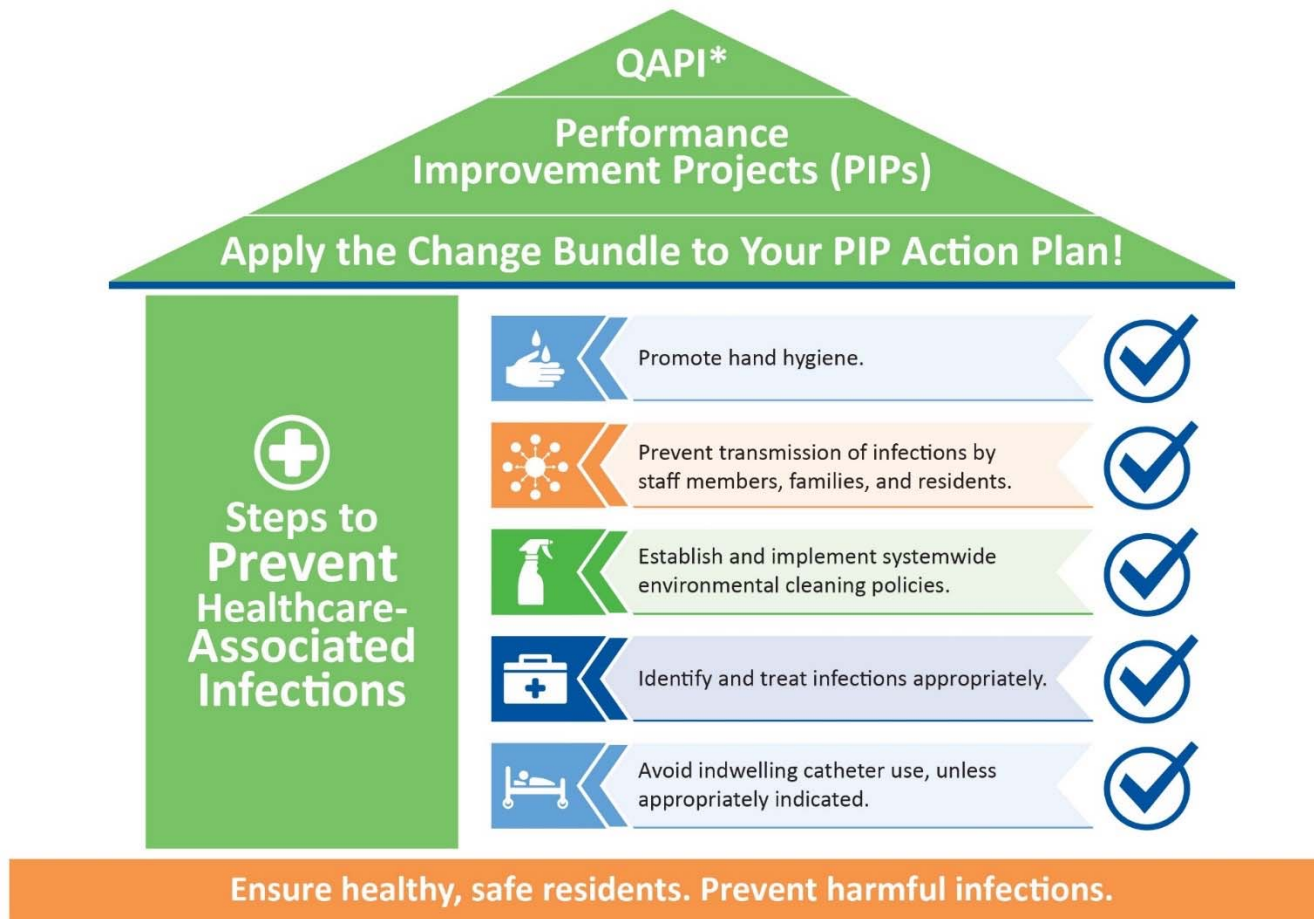 QAPI*
Performance
Improvement Projects (PIPs)
Apply the Change Bundle to Your PIP Action Plan!
Steps to
Prevent
Healthcare-
Associated
Infections
Promote hand hygiene.
Prevent transmission of infections by
staff members, families, and residents.
Establish and implement systemwide
environmental cleaning policies.
Identify and treat infections appropriately.
Avoid indwelling catheter use, unless
appropriately indicated.
Ensure healthy, safe residents. Prevent harmful infections.